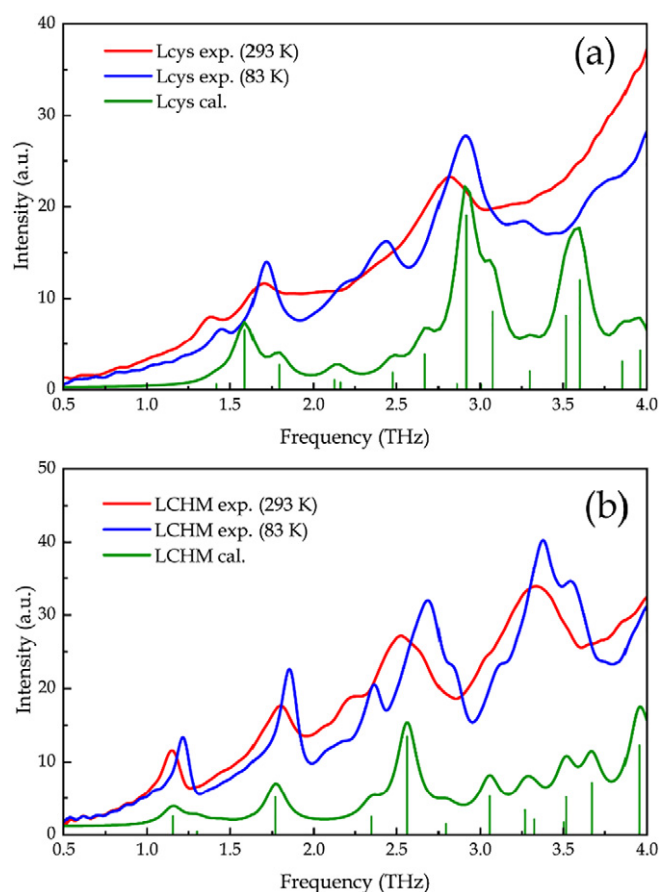 40
30
20
10
0
Intensity (a.u.)
Lcys exp. (293 K)
Lcys exp. (83 K)
Lcys cal.
(a)
0.5 1.0 1.5 2.0 2.5 3.0 3.5 4.0
Frequency (THz)
50
40
30
20
10
0
Intensity (a.u.)
LCHM exp. (293 K)
LCHM exp. (83 K)
LCHM cal.
(b)
0.5 1.0 1.5 2.0 2.5 3.0 3.5 4.0
Frequency (THz)